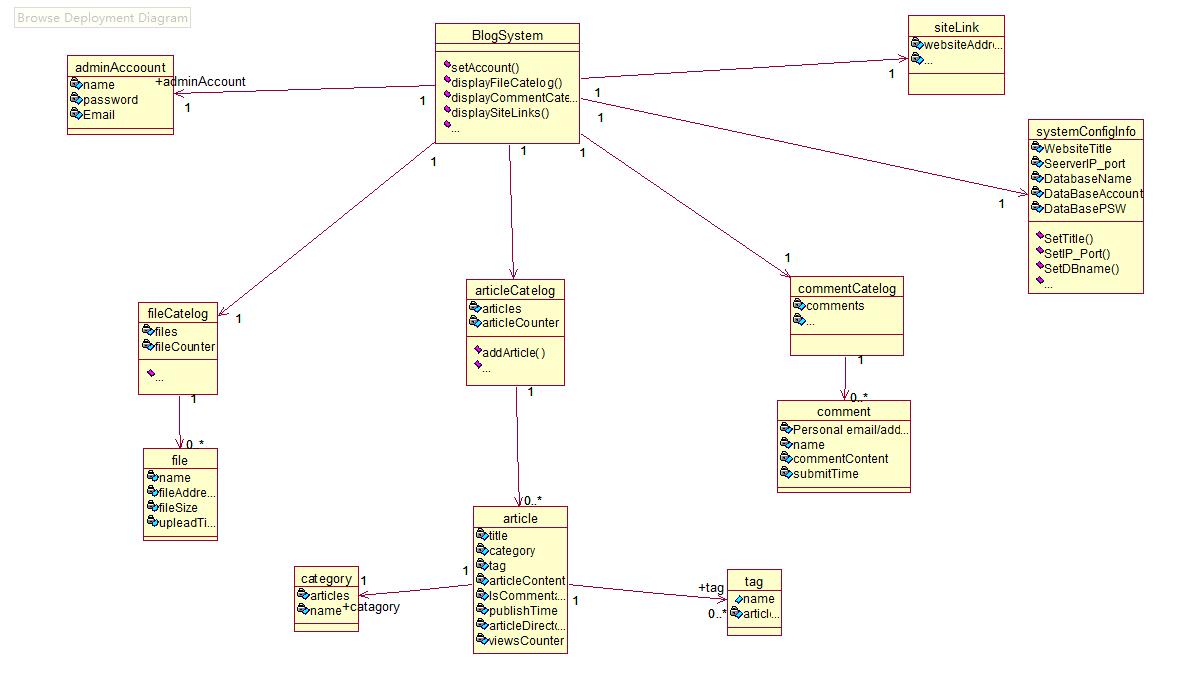 Browse Deployment Diagram
BlogSystem
setAccount()
displayFileCatelog()
displayCommentCate...
displaySiteLinks()
...
siteLink
websiteAddr...
...
adminAccoount
name
password
Email
+adminAccount
1
1
1
1
1
1
1
1
1
1
systemConfigInfo
WebsiteTitle
SeerverIP_port
DatabaseName
DataBaseAccount
DataBasePSW
SetTitle()
SetIP_Port()
SetDBname()
...
fileCatelog
files
fileCounter
...
1
1
0..*
articleCatelog
articles
articleCounter
addArticle( )
...
1
0..*
commentCatelog
comments
...
1
0..*
comment
Personal email/add...
name
commentContent
submitTime
file
name
fileAddre...
fileSize
upleadTi...
article
title
category
tag
articleContent
IsCommenta...
publishTime
articleDirecto...
viewsCounter
category
articles
name
1
+catagory
1
1
+tag
0..*
tag
name
articl...